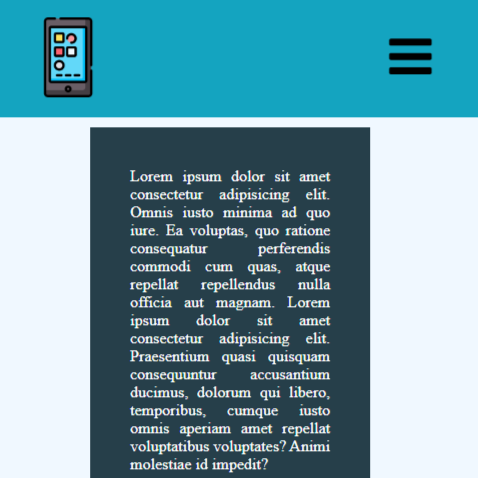 Lorem ipsum dolor sit amet
consectetur adipisicing elit.
Omnis iusto minima ad quo
iure. Ea voluptas, quo ratione
consequatur perferendis
commodi cum quas, atque
repellat repellendus nulla
officia aut magnam. Lorem
ipsum dolor sit amet
consectetur adipisicing elit.
Praesentium quasi quisquam
consequuntur accusantium
ducimus, dolorum qui libero,
temporibus, cumque iusto
omnis aperiam amet repellat
voluptatibus voluptates? Animi
molestiae id impedit?